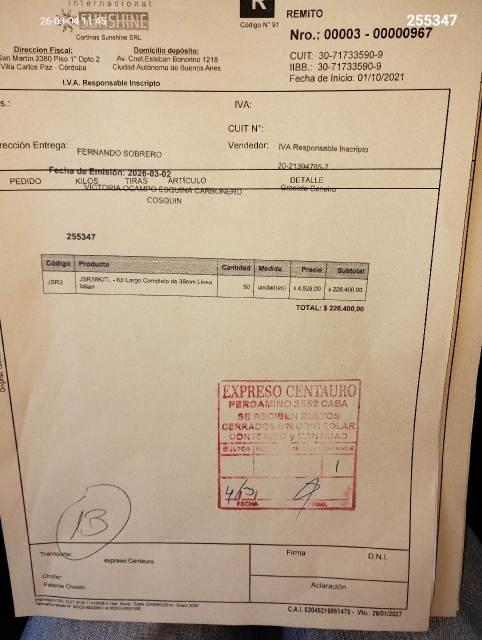 26-03-04 11:45
255347
internacional
SUNSHINE
Cortinas Sunshine SRL
R
Código N° 91
REMITO
Nro.: 00003 - 00000967
CUIT: 30-71733590-9
IIBB.: 30-71733590-9
Fecha de Inicio: 01/10/2021
Direccion Fiscal:
San Martin 2380 Piso 1° Dpto 2
Villa Carlos Paz - Cordoba
Domicilio depósito:
Av. Cnel.Esteban Bonorino 1218
Ciudad Autónoma de Buenos Aires
I.V.A. Responsable Inscripto
s.:
IVA:
CUIT N°:
rección Entrega:
FERNANDO SOBRERO
Vendedor:
IVA Responsable Inscripto
20-21394765-7
Fecha de Emisión: 2026-03-02
PEDIDO KILOS TIRAS ARTÍCULO DETALLE
VICTORIA OCAMPO ESQUINA CARBONERO
COSQUIN
255347
Código Producto Cantidad Medida Precio Subtotal
JSR3 JSR38KITL - Kit Largo Completo de 38mm Linea Milan 50 unidad(es) $ 4.528,00 $ 226.400,00
TOTAL: $ 226.400,00
EXPRESO CENTAURO
PERGAMINO 3552 CABA
SE RECIBEN BULTOS
CERRADOS SIN CONTROLAR
CONTENIDO y CANTIDAD
BULTOS
GRANDE
1
FECHA
FIRMA
13
Transporte:
expreso Centauro
Chofer:
Patente Chasis:
Firma
D.N.I.
Aclaración
C.A.I. 52046216861476 - Vto. 26/01/2027